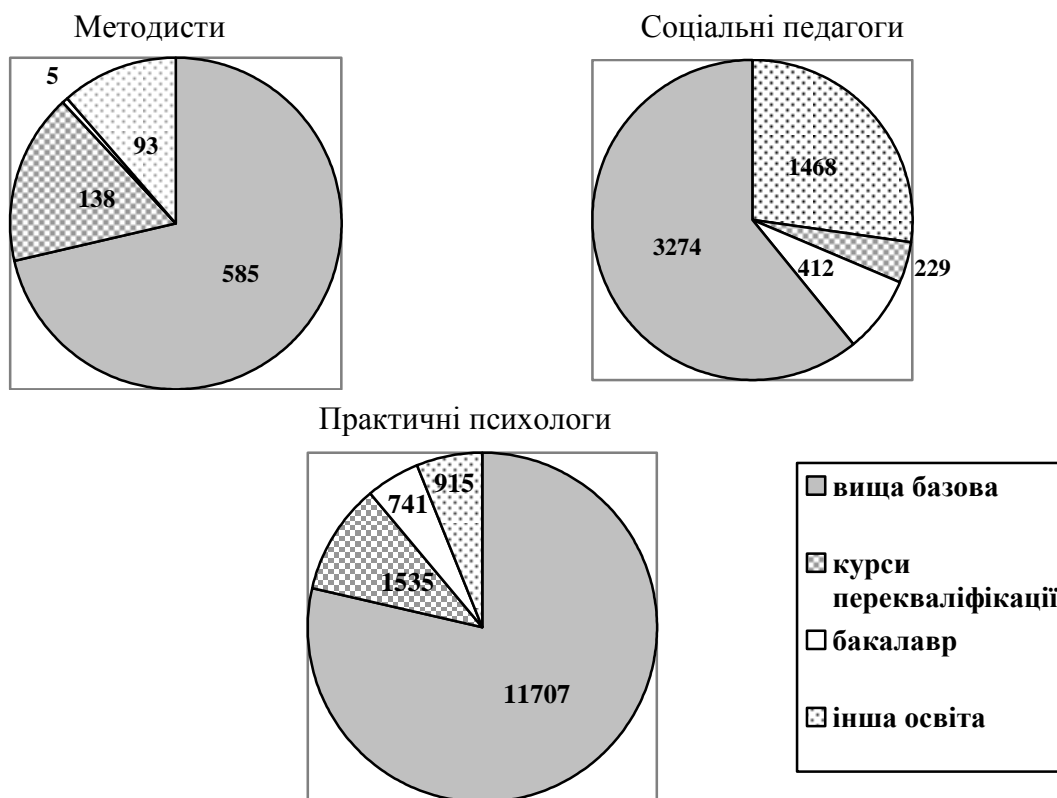 Методисти
5
93
138
585
Соціальні педагоги
1468
3274
412
229
Практичні психологи
915
741
1535
11707
вища базова
курси
перекваліфікації
бакалавр
інша освіта